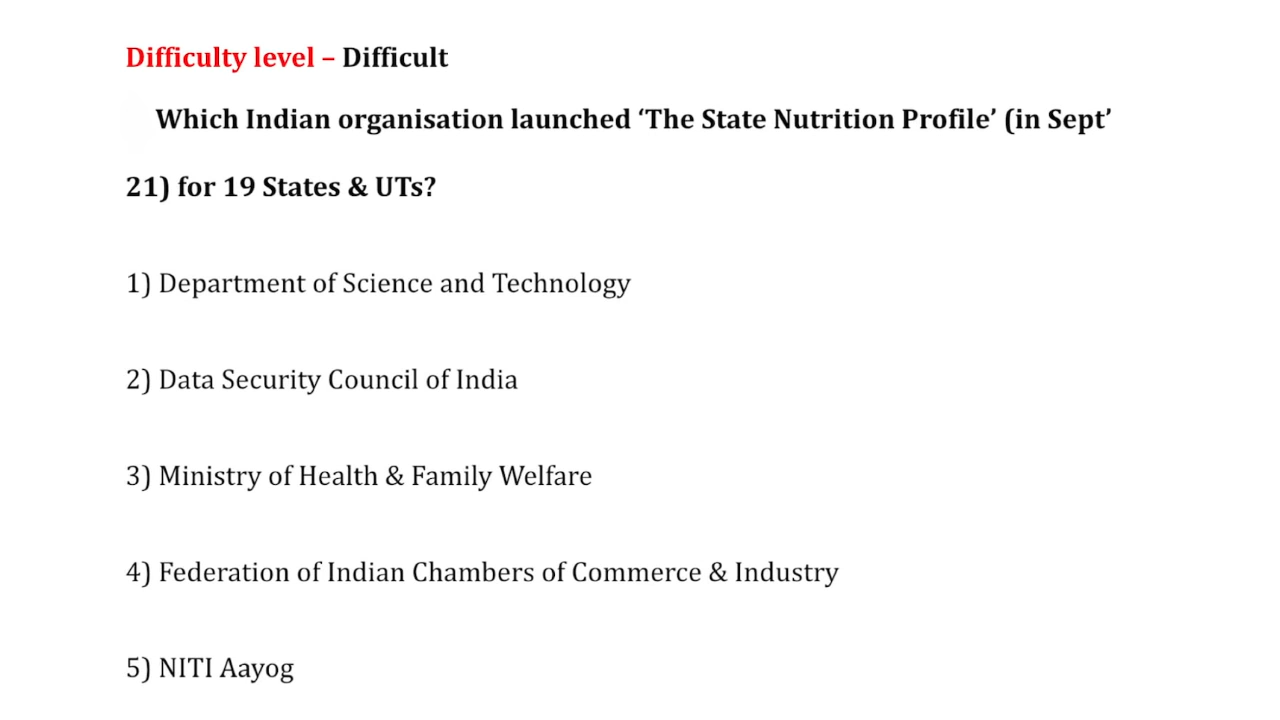 Difficulty level – Difficult
Which Indian organisation launched ‘The State Nutrition Profile’ (in Sept’
21) for 19 States & UTs?
1) Department of Science and Technology
2) Data Security Council of India
3) Ministry of Health & Family Welfare
4) Federation of Indian Chambers of Commerce & Industry
5) NITI Aayog